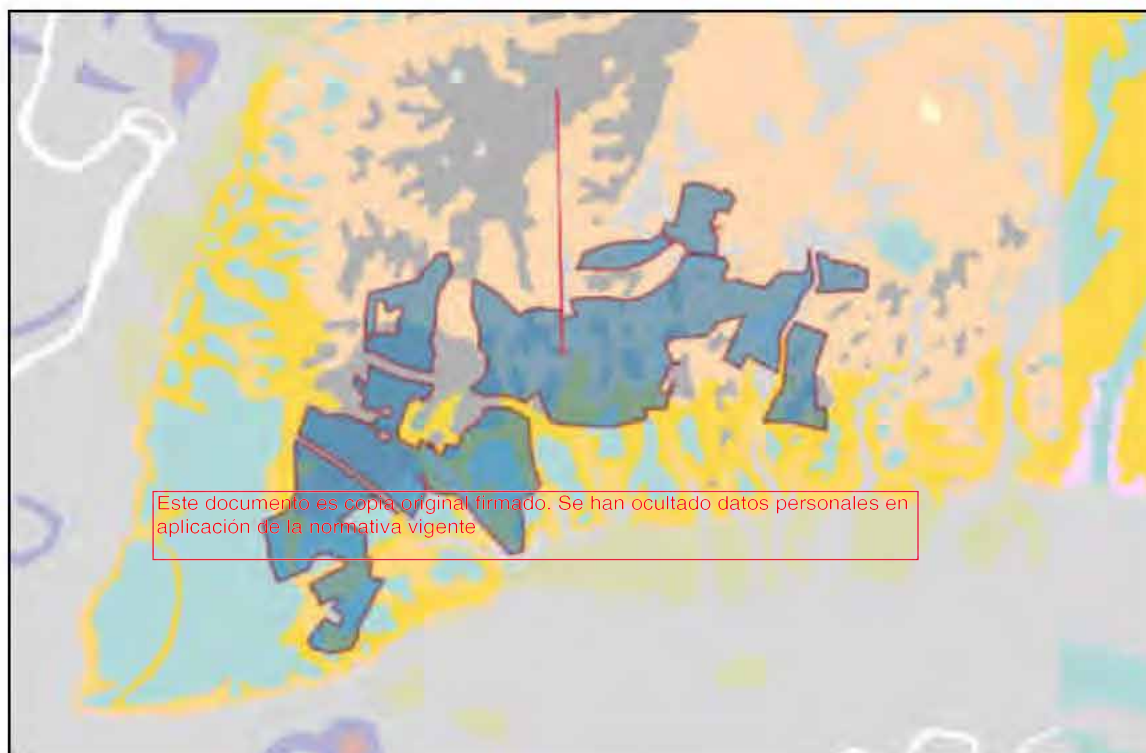 Este documento es copia original firmado. Se han ocultado datos personales en
aplicación de la normativa vigente